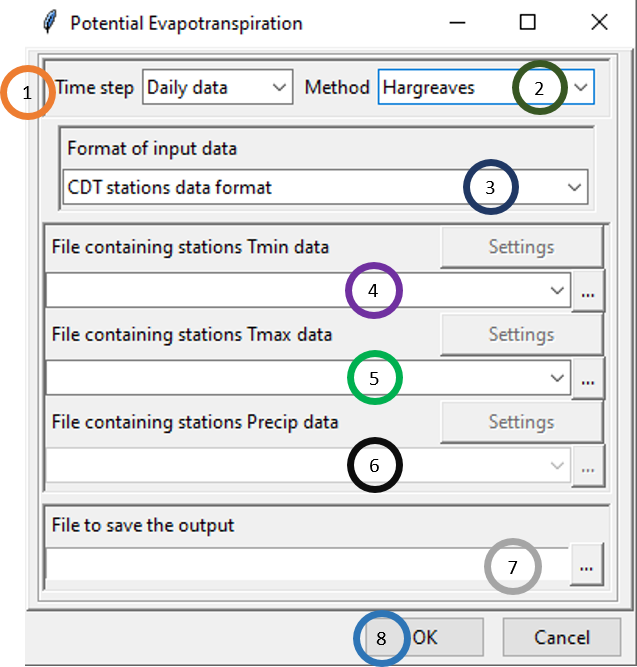 Potential Evapotranspiration
1 Time step Daily data Method Hargreaves 2
Format of input data
CDT stations data format 3
File containing stations Tmin data Settings
4 ...
File containing stations Tmax data Settings
5 ...
File containing stations Precip data Settings
6 ...
File to save the output
7 ...
8 OK Cancel